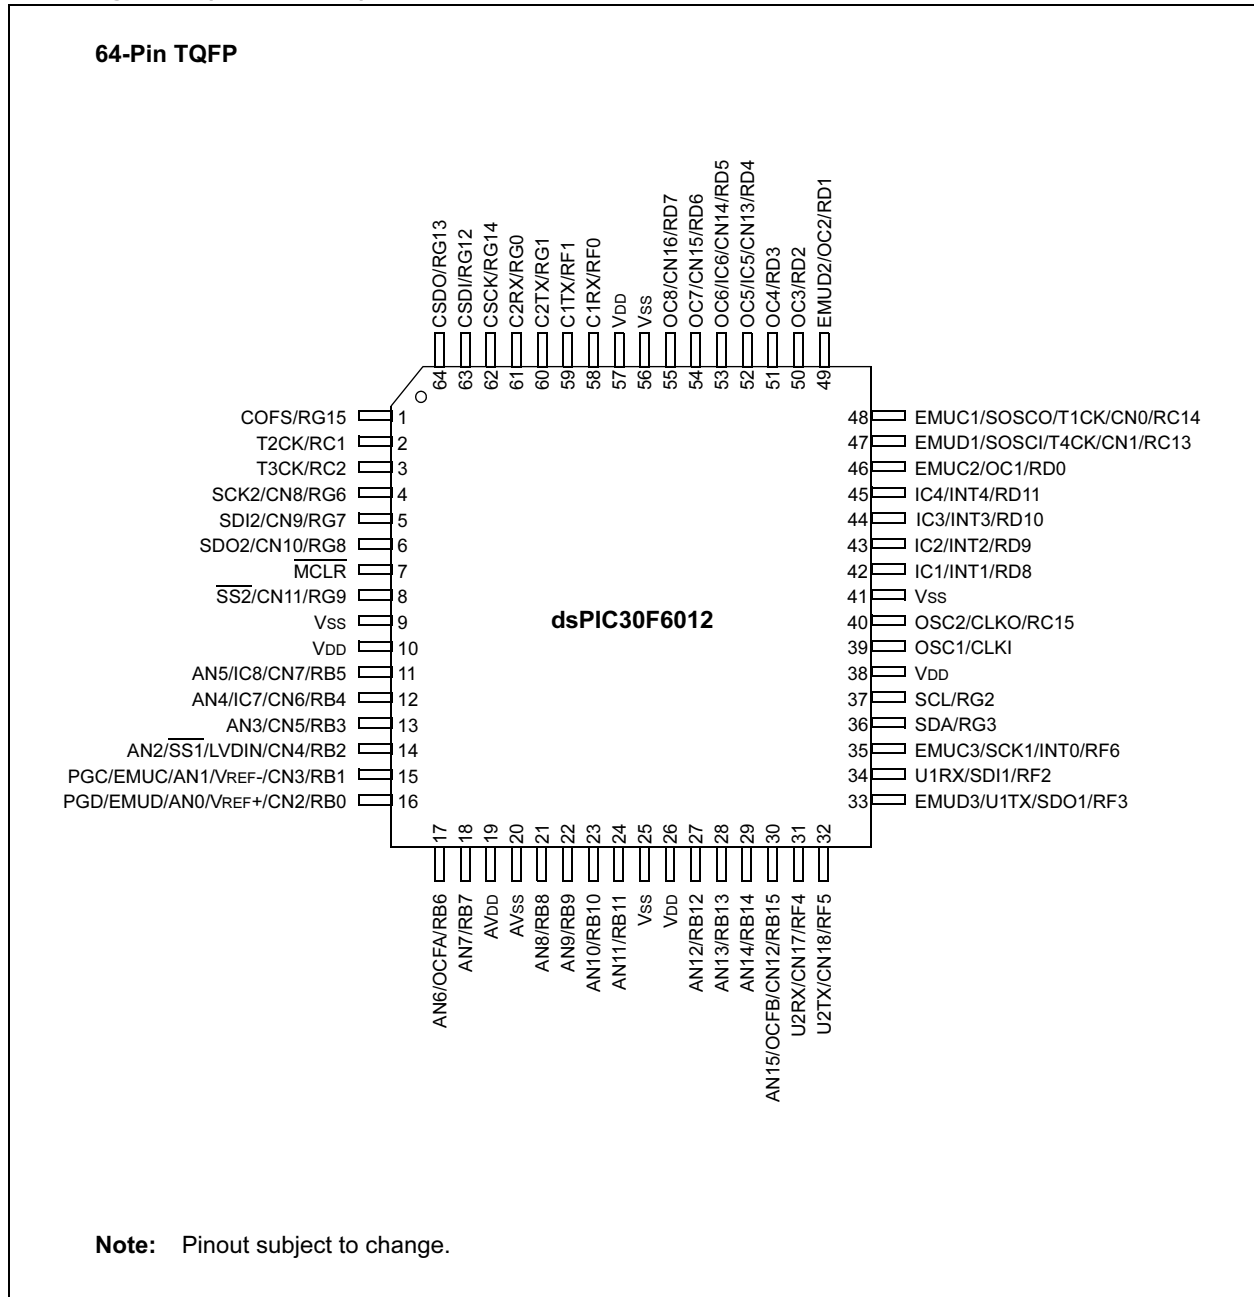 64-Pin TQFP
CSDO/RG13
CSDI/RG12
CSCK/RG14
C2RX/RG0
C2TX/RG1
C1TX/RF1
C1RX/RF0
VDD
VSS
OC8/CN16/RD7
OC7/CN15/RD6
OC6/IC6/CN14/RD5
OC5/IC5/CN13/RD4
OC4/RD3
OC3/RD2
EMUD2/OC2/RD1
64
63
62
61
60
59
58
57
56
55
54
53
52
51
50
49
COFS/RG15 1
T2CK/RC1 2
T3CK/RC2 3
SCK2/CN8/RG6 4
SDI2/CN9/RG7 5
SDO2/CN10/RG8 6
MCLR 7
SS2/CN11/RG9 8
VSS 9
VDD 10
AN5/IC8/CN7/RB5 11
AN4/IC7/CN6/RB4 12
AN3/CN5/RB3 13
AN2/SS1/LVDIN/CN4/RB2 14
PGC/EMUC/AN1/VREF-/CN3/RB1 15
PGD/EMUD/AN0/VREF+/CN2/RB0 16
dsPIC30F6012
48 EMUC1/SOSCO/T1CK/CN0/RC14
47 EMUD1/SOSCI/T4CK/CN1/RC13
46 EMUC2/OC1/RD0
45 IC4/INT4/RD11
44 IC3/INT3/RD10
43 IC2/INT2/RD9
42 IC1/INT1/RD8
41 VSS
40 OSC2/CLKO/RC15
39 OSC1/CLKI
38 VDD
37 SCL/RG2
36 SDA/RG3
35 EMUC3/SCK1/INT0/RF6
34 U1RX/SDI1/RF2
33 EMUD3/U1TX/SDO1/RF3
17
18
19
20
21
22
23
24
25
26
27
28
29
30
31
32
AN6/OCFA/RB6
AN7/RB7
AVDD
AVSS
AN8/RB8
AN9/RB9
AN10/RB10
AN11/RB11
VSS
VDD
AN12/RB12
AN13/RB13
AN14/RB14
AN15/OCFB/CN12/RB15
U2RX/CN17/RF4
U2TX/CN18/RF5
Note: Pinout subject to change.